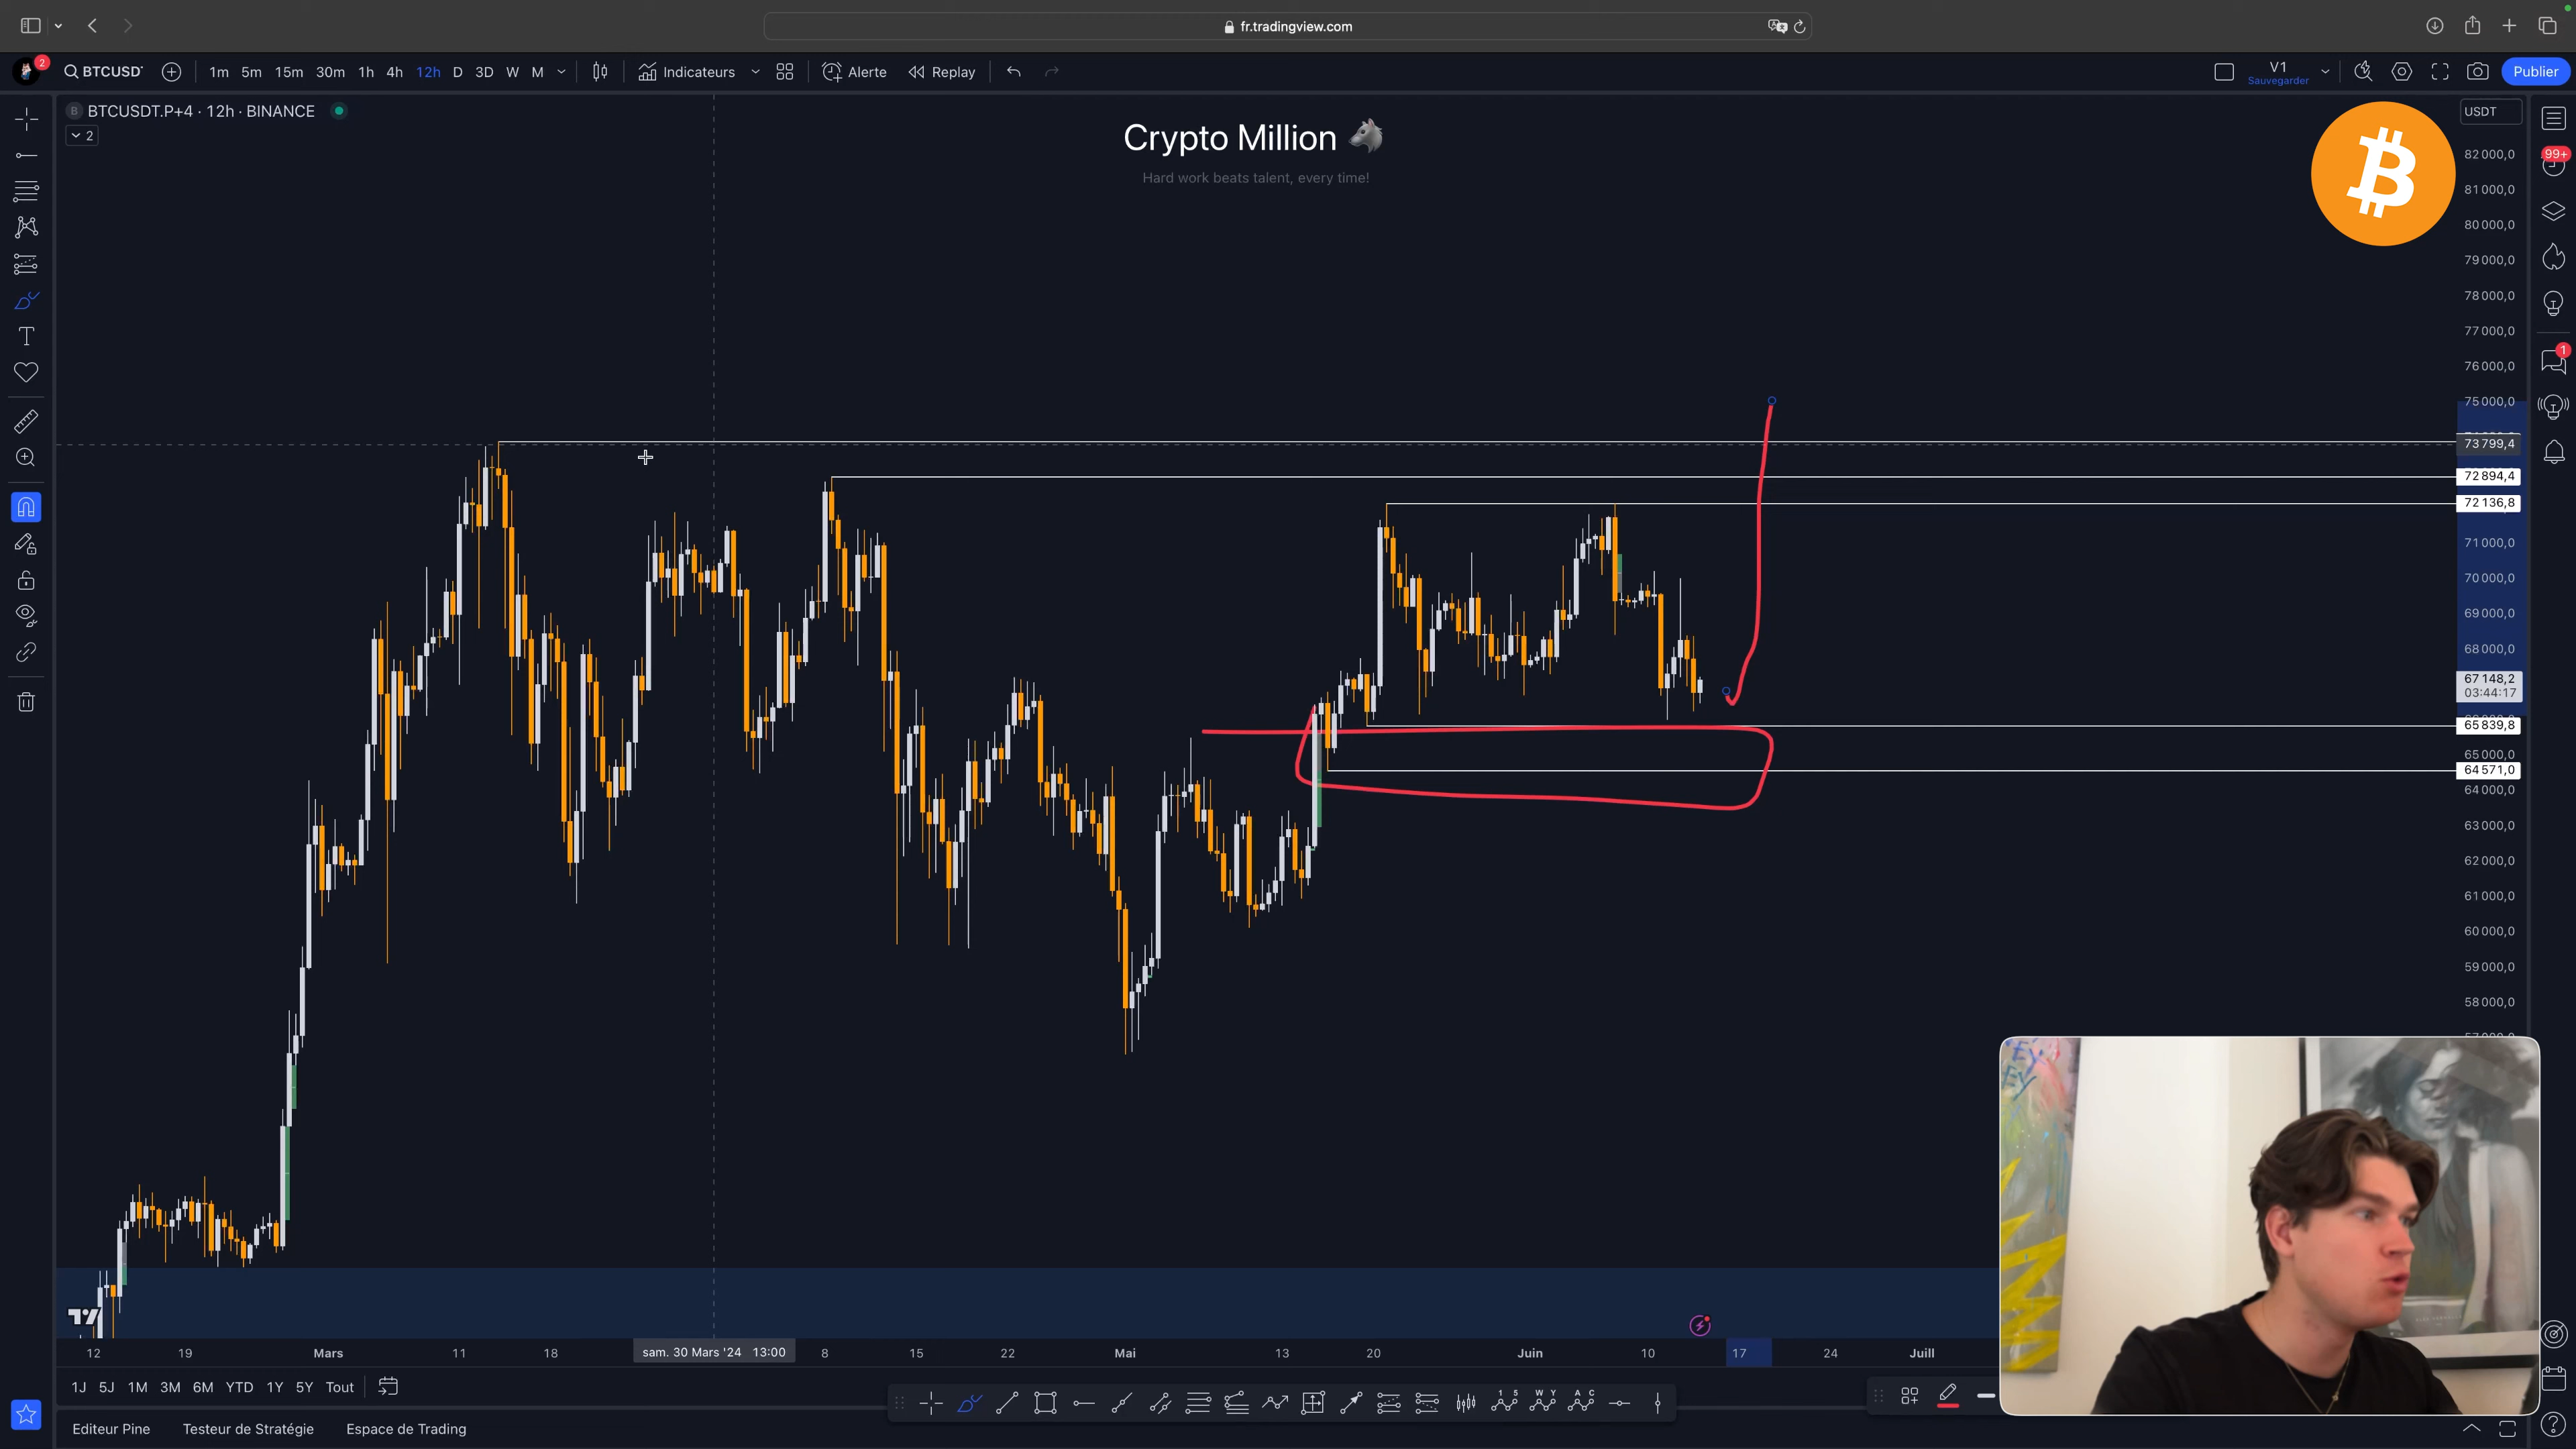 fr.tradingview.com
2
BTCUSDT
1m 5m 15m 30m 1h 4h 12h D 3D W M
Indicateurs
Alerte
Replay
V1
Sauvegarder
Publier
B BTCUSDT.P+4 · 12h · BINANCE
2
Crypto Million
Hard work beats talent, every time!
USDT
82 000,0
99+
81 000,0
80 000,0
79 000,0
78 000,0
77 000,0
76 000,0
1
75 000,0
73 799,4
72 894,4
72 136,8
71 000,0
70 000,0
69 000,0
68 000,0
67 148,2
03:44:17
65 839,8
65 000,0
64 571,0
64 000,0
63 000,0
62 000,0
61 000,0
60 000,0
59 000,0
58 000,0
12 19 Mars 11 18 sam. 30 Mars '24 13:00 8 15 22 Mai 13 20 Juin 10 17 24 Juill
1J 5J 1M 3M 6M YTD 1Y 5Y Tout
1 5
W Y
A C
Editeur Pine Testeur de Stratégie Espace de Trading